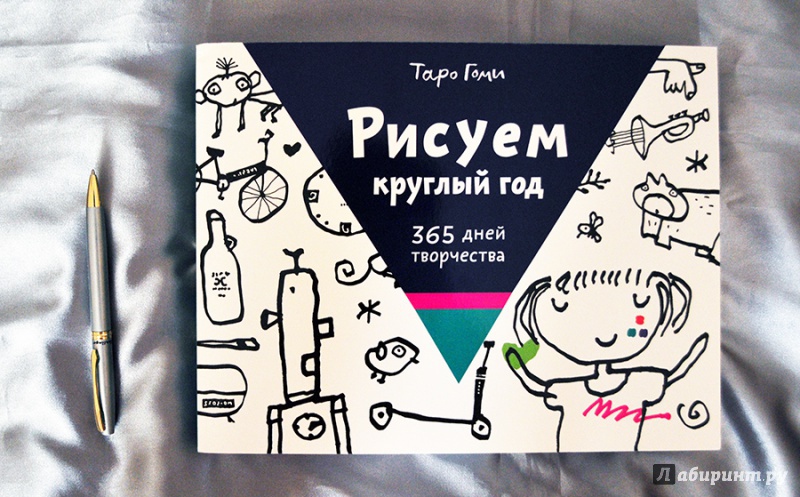 Таро Гоми
Рисуем
круглый год
365 дней
творчества
Лабиринт.ру